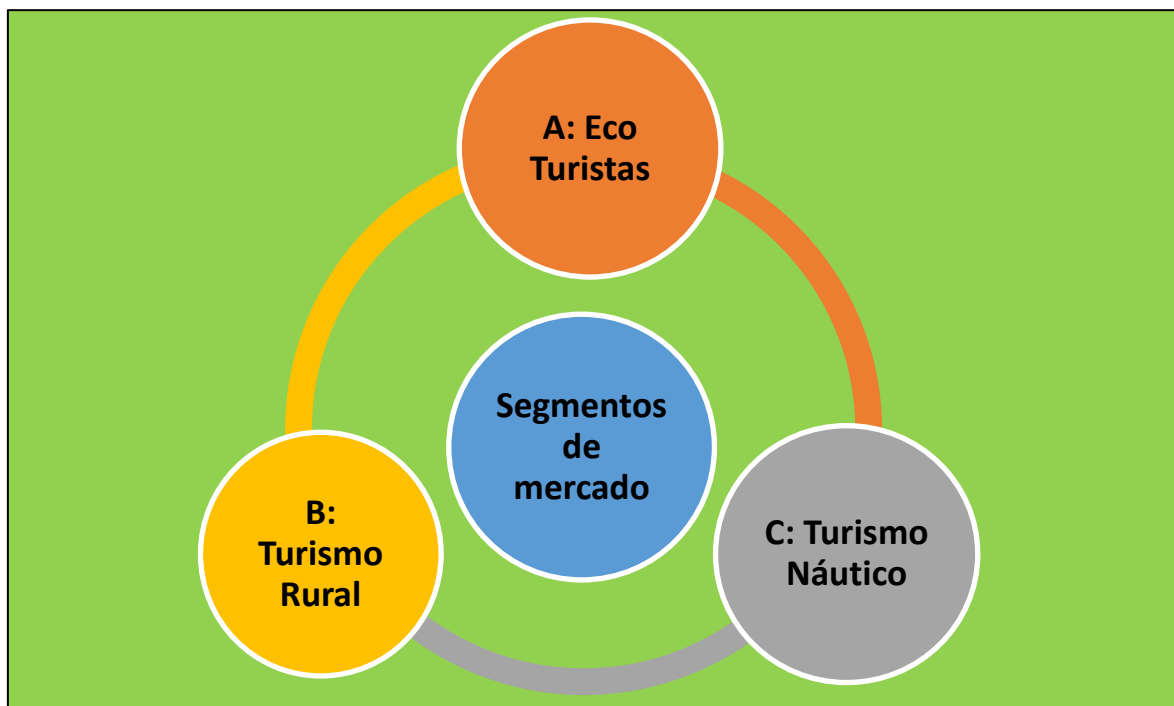 A: Eco
Turistas
Segmentos
de
mercado
B:
Turismo
Rural
C: Turismo
Náutico